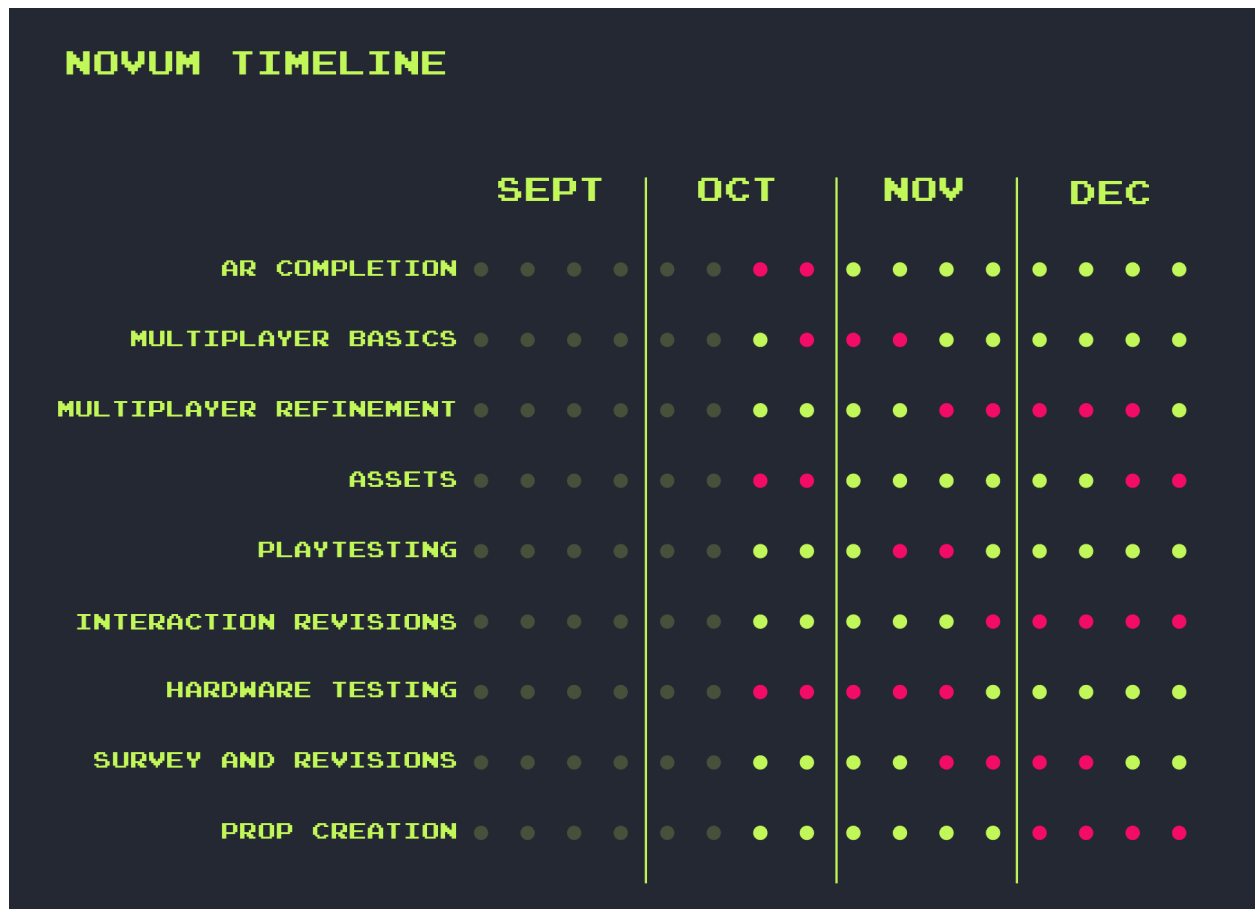 NOVUM TIMELINE
SEPT OCT NOV DEC
AR COMPLETION
MULTIPLAYER BASICS
MULTIPLAYER REFINEMENT
ASSETS
PLAYTESTING
INTERACTION REVISIONS
HARDWARE TESTING
SURVEY AND REVISIONS
PROP CREATION